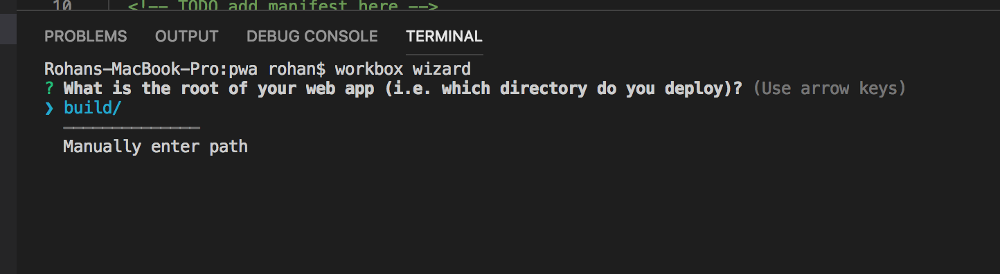 10 <!-- TODO add manifest here -->
PROBLEMS OUTPUT DEBUG CONSOLE TERMINAL
Rohans-MacBook-Pro:pwa rohan$ workbox wizard
? What is the root of your web app (i.e. which directory do you deploy)? (Use arrow keys)
❯ build/
──────────────
Manually enter path